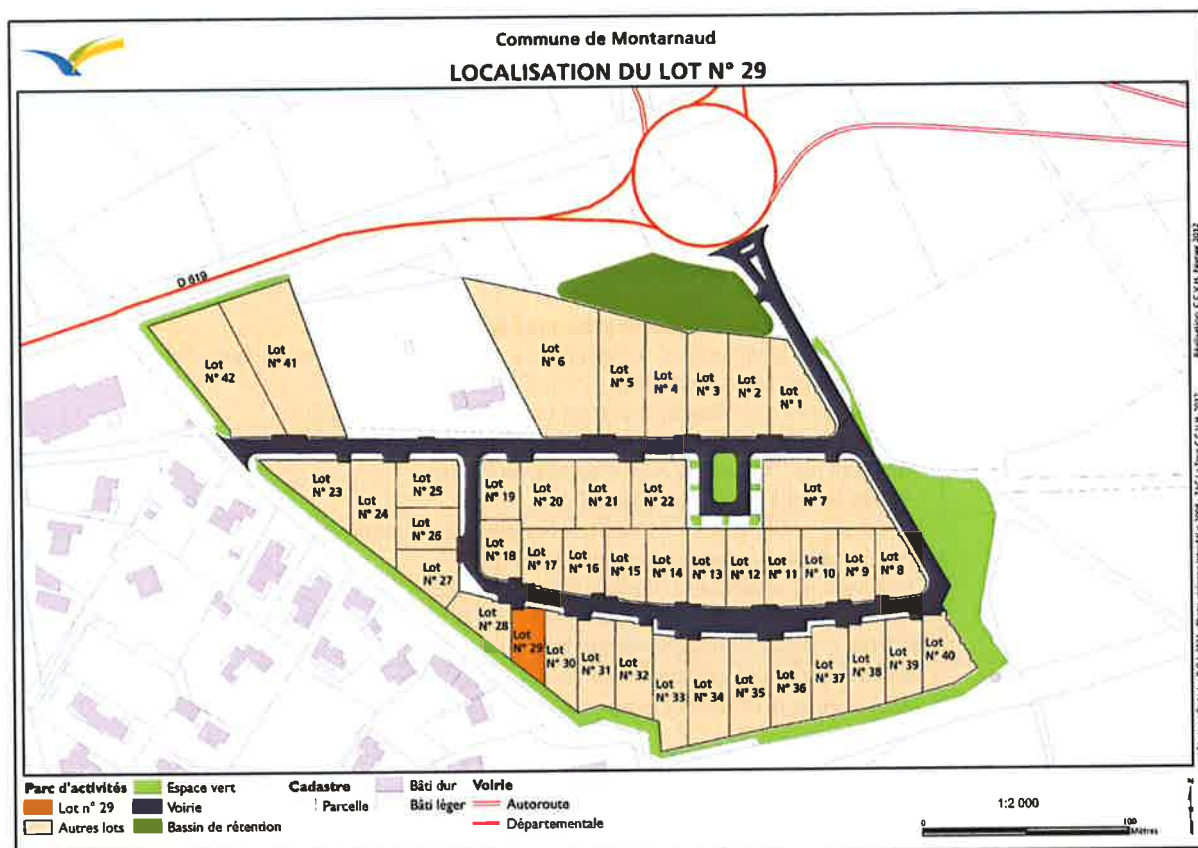 Commune de Montarnaud
LOCALISATION DU LOT N° 29
D 619
Lot
N° 42
Lot
N° 41
Lot
N° 6
Lot
N° 5
Lot
N° 4
Lot
N° 3
Lot
N° 2
Lot
N° 1
Lot
N° 23
Lot
N° 24
Lot
N° 25
Lot
N° 26
Lot
N° 27
Lot
N° 19
Lot
N° 20
Lot
N° 21
Lot
N° 22
Lot
N° 7
Lot
N° 18
Lot
N° 17
Lot
N° 16
Lot
N° 15
Lot
N° 14
Lot
N° 13
Lot
N° 12
Lot
N° 11
Lot
N° 10
Lot
N° 9
Lot
N° 8
Lot
N° 28
Lot
N° 29
Lot
N° 30
Lot
N° 31
Lot
N° 32
Lot
N° 33
Lot
N° 34
Lot
N° 35
Lot
N° 36
Lot
N° 37
Lot
N° 38
Lot
N° 39
Lot
N° 40
Parc d'activités
Lot n° 29
Autres lots
Espace vert
Voirie
Bassin de rétention
Cadastre
Parcelle
Bâti dur
Bâti léger
Voirie
Autoroute
Départementale
1:2 000
0 100
Mètres